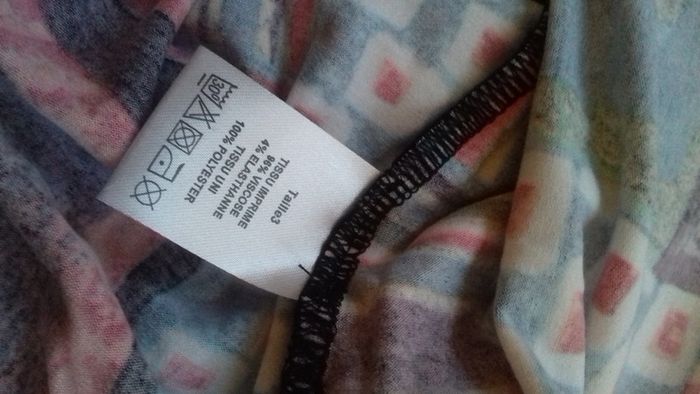 Taille3
TISSU IMPRIME
96% VISCOSE
4% ELASTHANNE
TISSU UNI
100% POLYESTER
30°